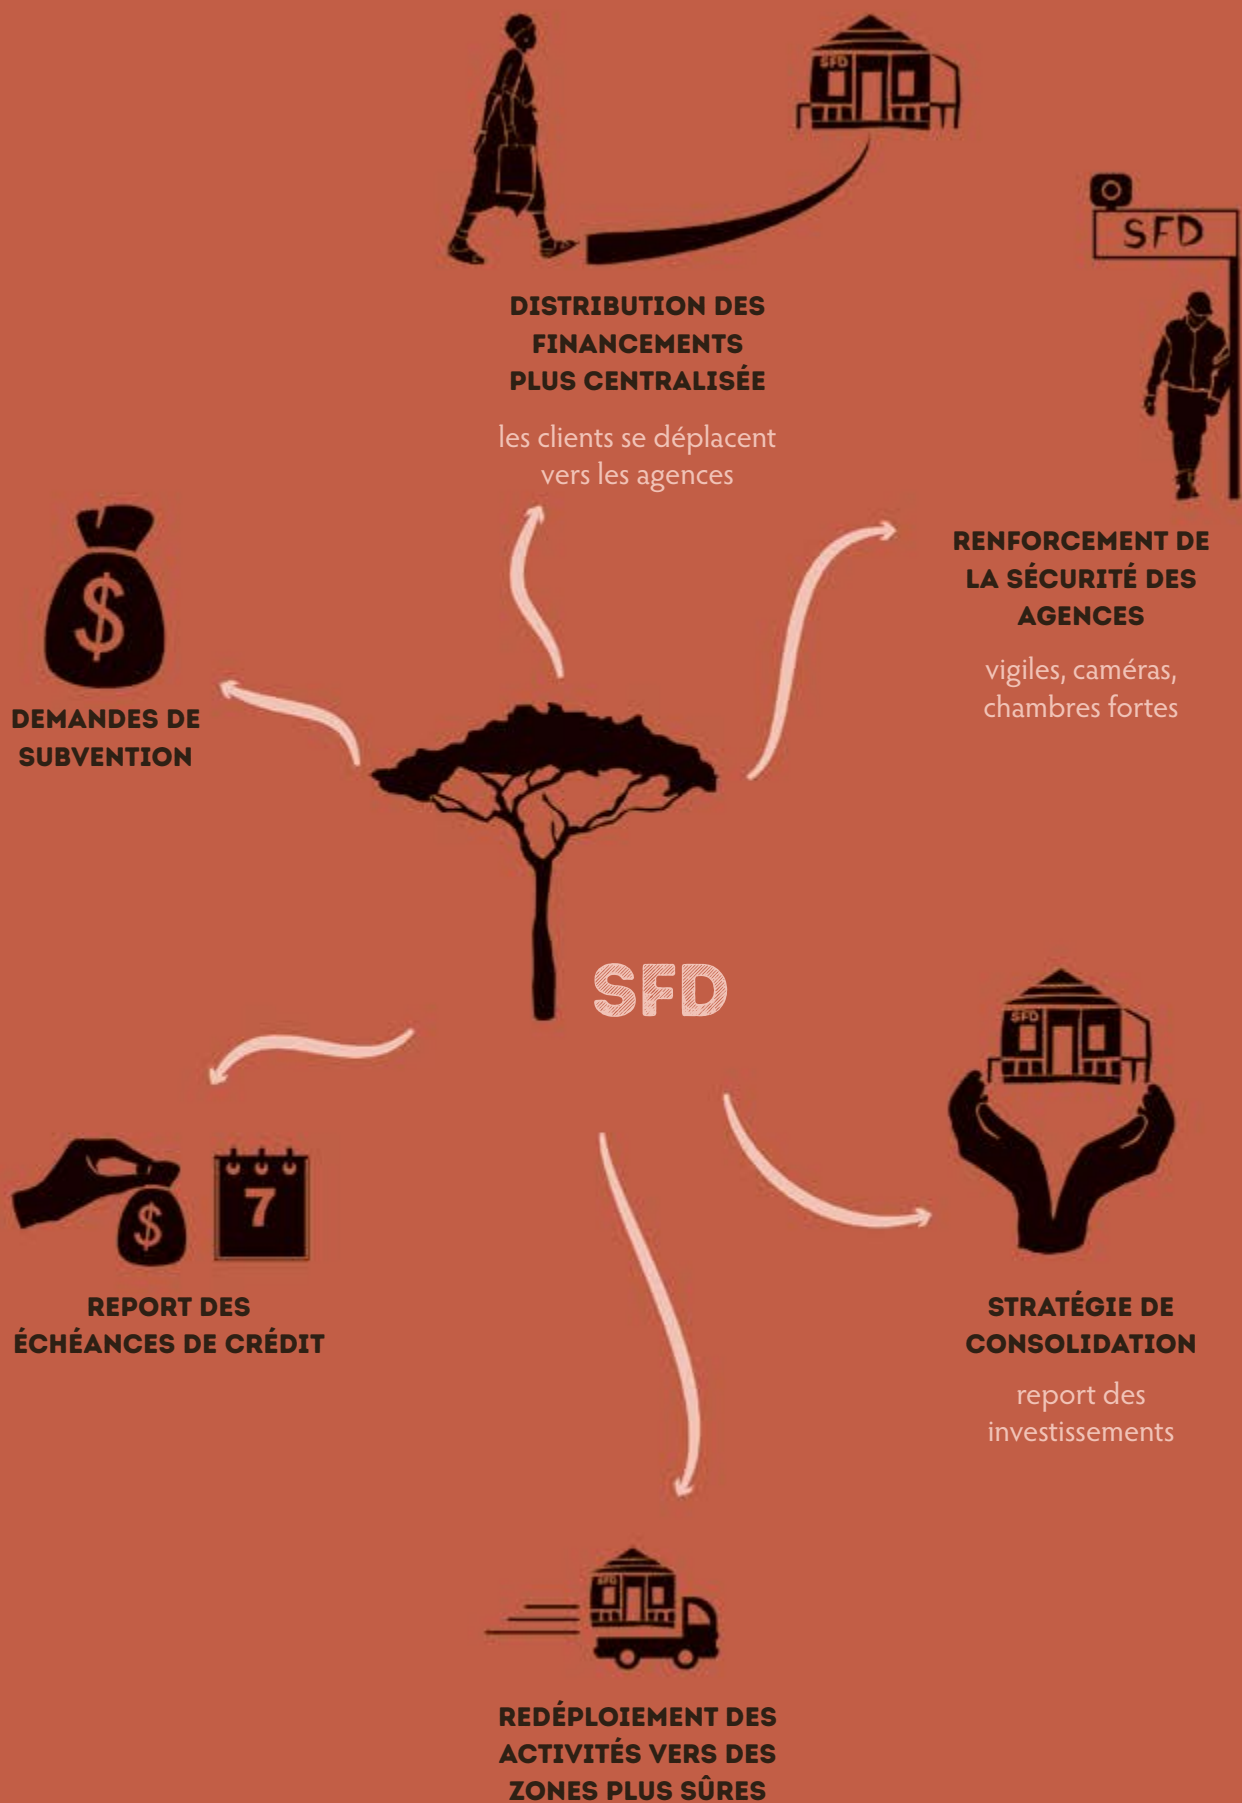 SFD
DISTRIBUTION DES
FINANCEMENTS
PLUS CENTRALISÉE
les clients se déplacent
vers les agences
SFD
RENFORCEMENT DE
LA SÉCURITÉ DES
AGENCES
vigiles, caméras,
chambres fortes
$
DEMANDES DE
SUBVENTION
SFD
$
7
REPORT DES
ÉCHÉANCES DE CRÉDIT
SFD
STRATÉGIE DE
CONSOLIDATION
report des
investissements
SFD
REDÉPLOIEMENT DES
ACTIVITÉS VERS DES
ZONES PLUS SÛRES